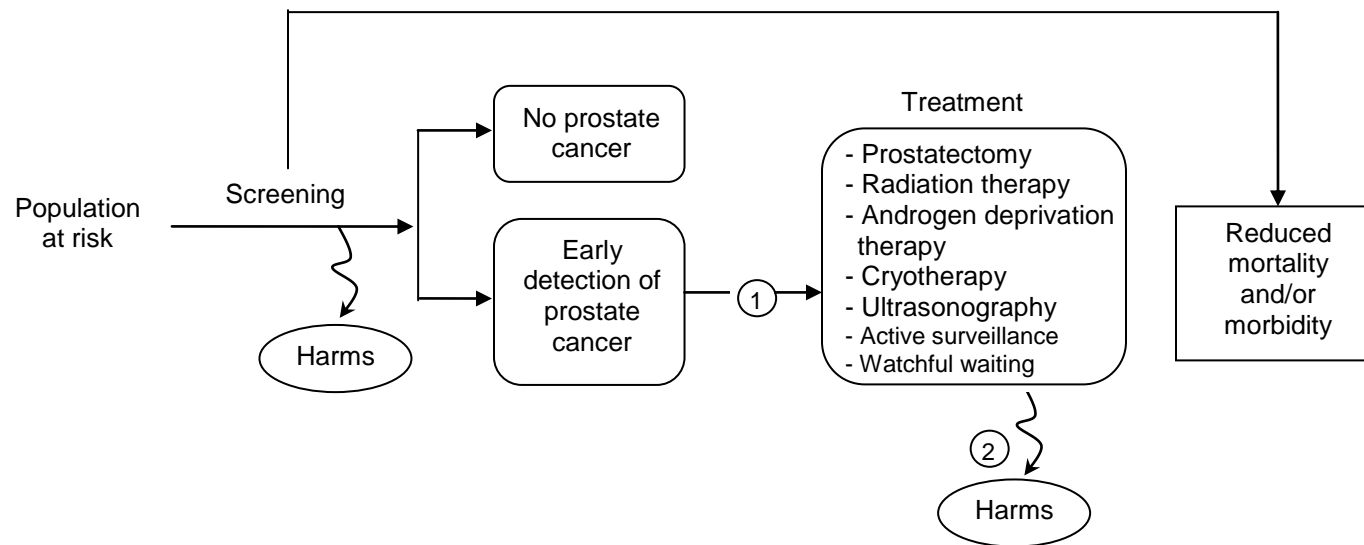 Population
at risk
Screening
Harms
No prostate
cancer
Early
detection of
prostate
cancer
1
Treatment
- Prostatectomy
- Radiation therapy
- Androgen deprivation
therapy
- Cryotherapy
- Ultrasonography
- Active surveillance
- Watchful waiting
2
Harms
Reduced
mortality
and/or
morbidity